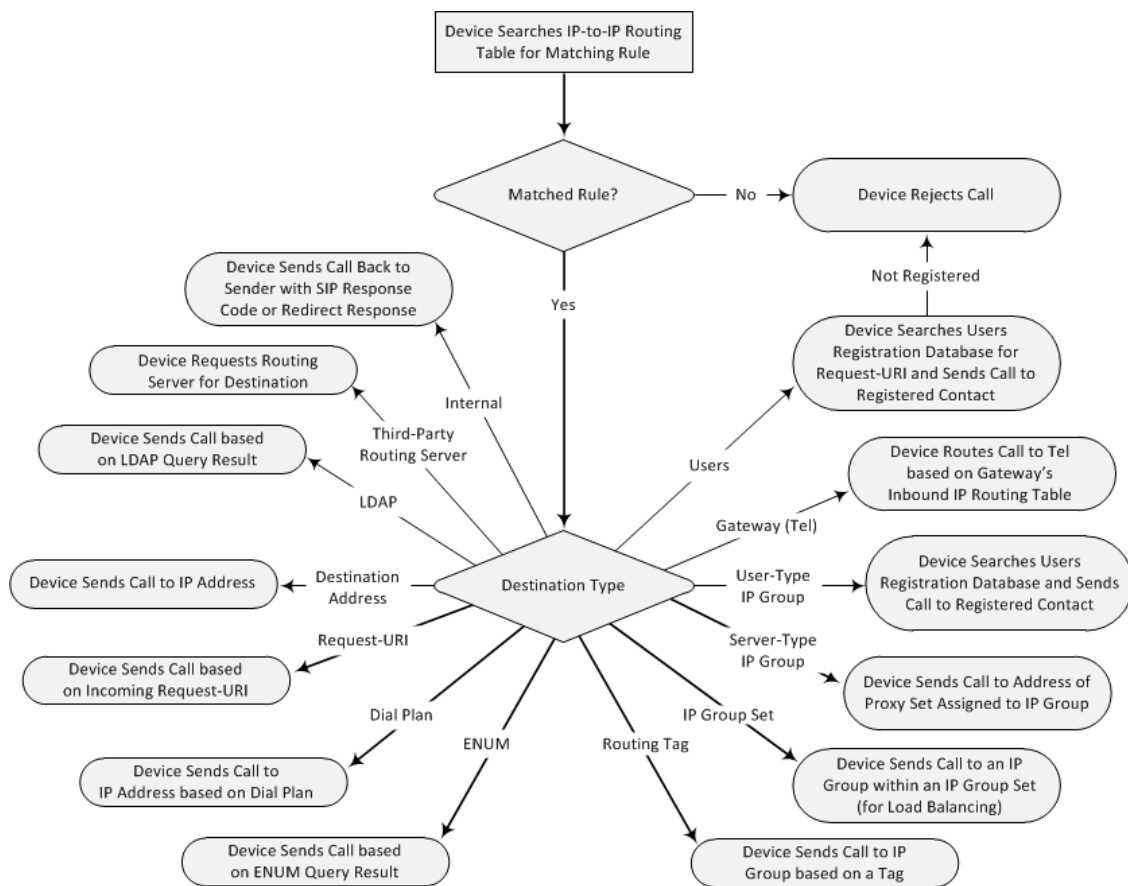 Device Searches IP-to-IP Routing
Table for Matching Rule
Matched Rule?
No
Device Rejects Call
Yes
Not Registered
Device Sends Call Back to
Sender with SIP Response
Code or Redirect Response
Device Searches Users
Registration Database for
Request-URI and Sends Call to
Registered Contact
Device Requests Routing
Server for Destination
Internal
Third-Party
Routing Server
Device Sends Call based
on LDAP Query Result
LDAP
Users
Device Routes Call to Tel
based on Gateway's
Inbound IP Routing Table
Gateway (Tel)
Device Sends Call to IP Address
Destination
Address
Destination Type
User-Type
IP Group
Device Searches Users
Registration Database and Sends
Call to Registered Contact
Request-URI
Device Sends Call based
on Incoming Request-URI
Server-Type
IP Group
Device Sends Call to Address of
Proxy Set Assigned to IP Group
Dial Plan
Device Sends Call to
IP Address based on Dial Plan
ENUM
Device Sends Call based
on ENUM Query Result
Routing Tag
Device Sends Call to IP
Group based on a Tag
IP Group Set
Device Sends Call to an IP
Group within an IP Group Set
(for Load Balancing)